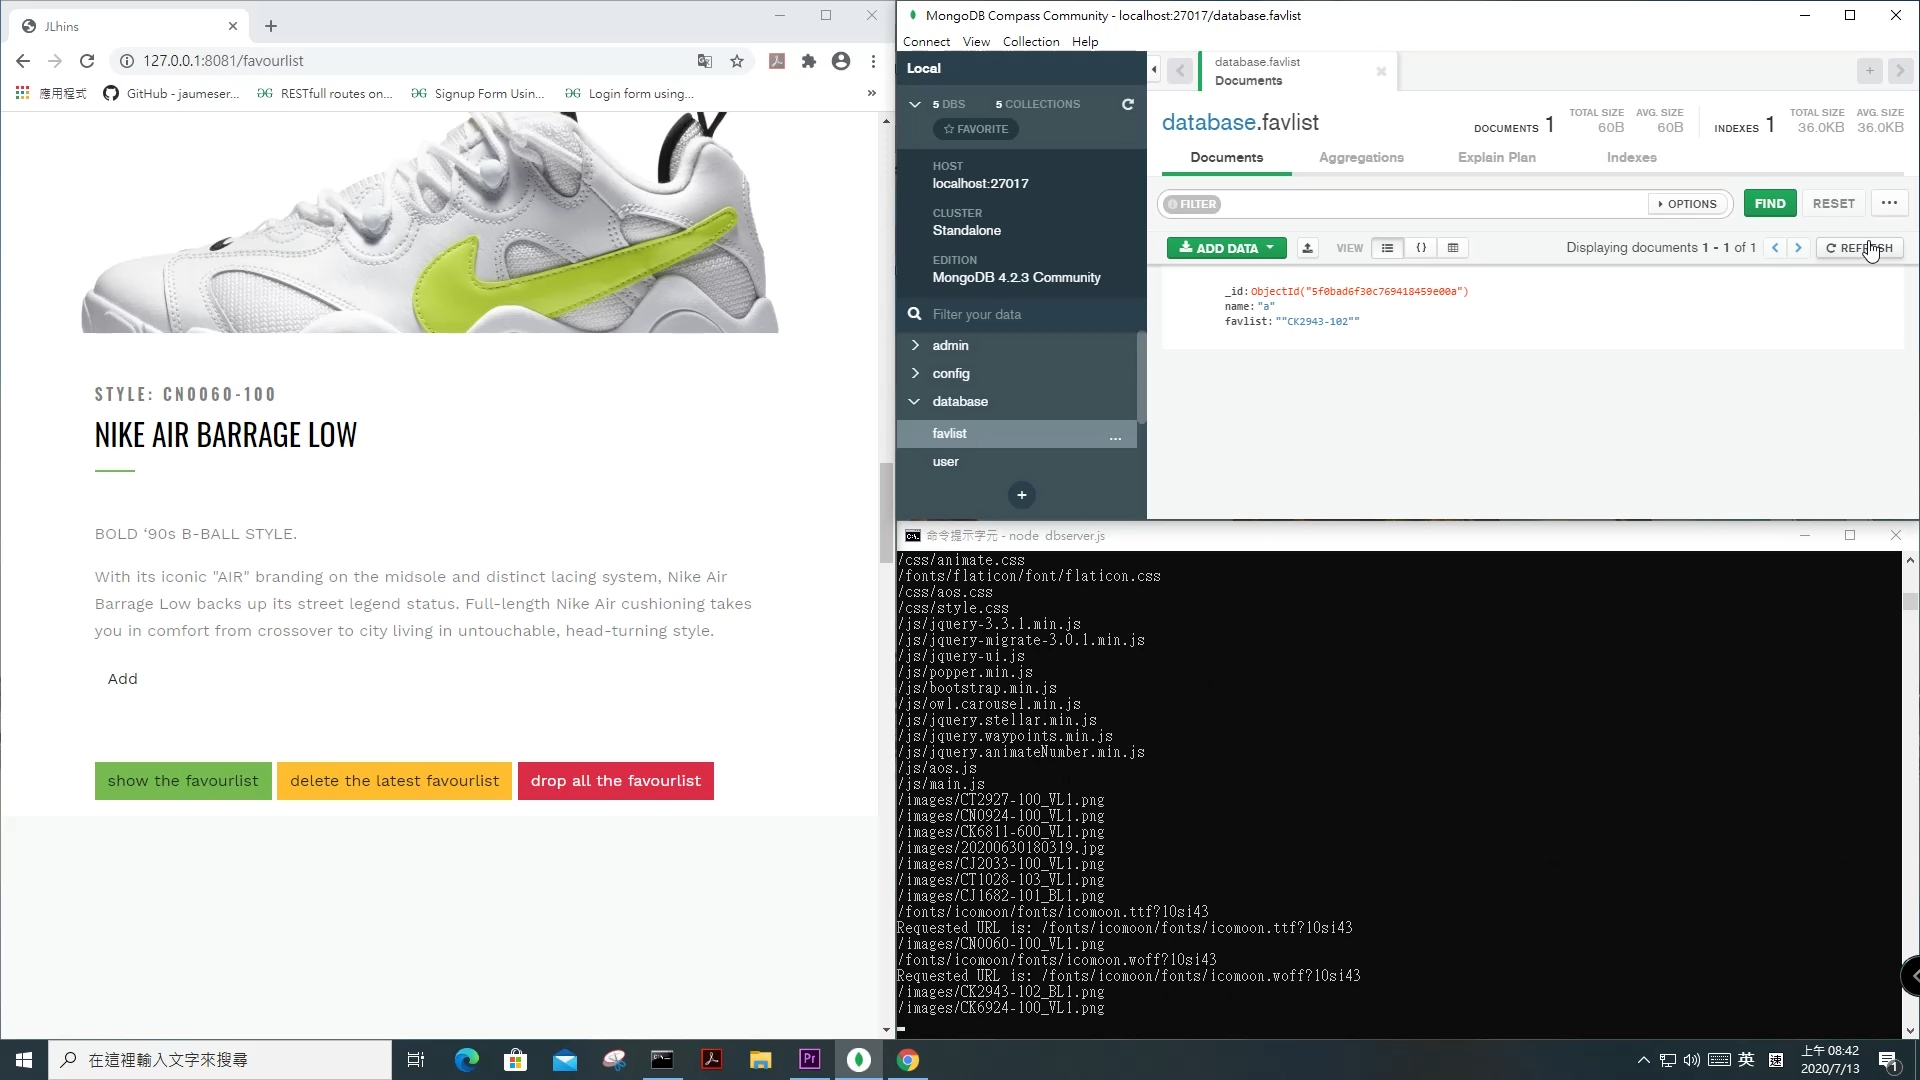 JLhins
127.0.0.1:8081/favourlist
應用程式
GitHub - jaumeser...
RESTfull routes on...
Signup Form Usin...
Login form using...
»
STYLE: CN0060-100
NIKE AIR BARRAGE LOW
BOLD ‘90s B-BALL STYLE.
With its iconic "AIR" branding on the midsole and distinct lacing system, Nike Air
Barrage Low backs up its street legend status. Full-length Nike Air cushioning takes
you in comfort from crossover to city living in untouchable, head-turning style.
Add
show the favourlist
delete the latest favourlist
drop all the favourlist
MongoDB Compass Community - localhost:27017/database.favlist
Connect View Collection Help
Local
5 DBS 5 COLLECTIONS
FAVORITE
HOST
localhost:27017
CLUSTER
Standalone
EDITION
MongoDB 4.2.3 Community
Filter your data
admin
config
database
favlist
...
user
database.favlist
Documents
database.favlist
DOCUMENTS 1
TOTAL SIZE
60B
AVG. SIZE
60B
INDEXES 1
TOTAL SIZE
36.0KB
AVG. SIZE
36.0KB
Documents Aggregations Explain Plan Indexes
FILTER
OPTIONS
FIND
RESET
ADD DATA
VIEW
{}
Displaying documents 1 - 1 of 1
REFRESH
_id: ObjectId("5f0bad6f30c769418459e00a")
name: "a"
favlist: ""CK2943-102""
命令提示字元 - node dbserver.js
/css/animate.css
/fonts/flaticon/font/flaticon.css
/css/aos.css
/css/style.css
/js/jquery-3.3.1.min.js
/js/jquery-migrate-3.0.1.min.js
/js/jquery-ui.js
/js/popper.min.js
/js/bootstrap.min.js
/js/owl.carousel.min.js
/js/jquery.stellar.min.js
/js/jquery.waypoints.min.js
/js/jquery.animateNumber.min.js
/js/aos.js
/js/main.js
/images/CT2927-100_VL1.png
/images/CN0924-100_VL1.png
/images/CK6811-600_VL1.png
/images/20200630180319.jpg
/images/CJ2033-100_VL1.png
/images/CT1028-103_VL1.png
/images/CJ1682-101_BL1.png
/fonts/icomoon/fonts/icomoon.ttf?10si43
Requested URL is: /fonts/icomoon/fonts/icomoon.ttf?10si43
/images/CN0060-100_VL1.png
/fonts/icomoon/fonts/icomoon.woff?10si43
Requested URL is: /fonts/icomoon/fonts/icomoon.woff?10si43
/images/CK2943-102_BL1.png
/images/CK6924-100_VL1.png
在這裡輸入文字來搜尋
Pr
英
上午 08:42
2020/7/13
1